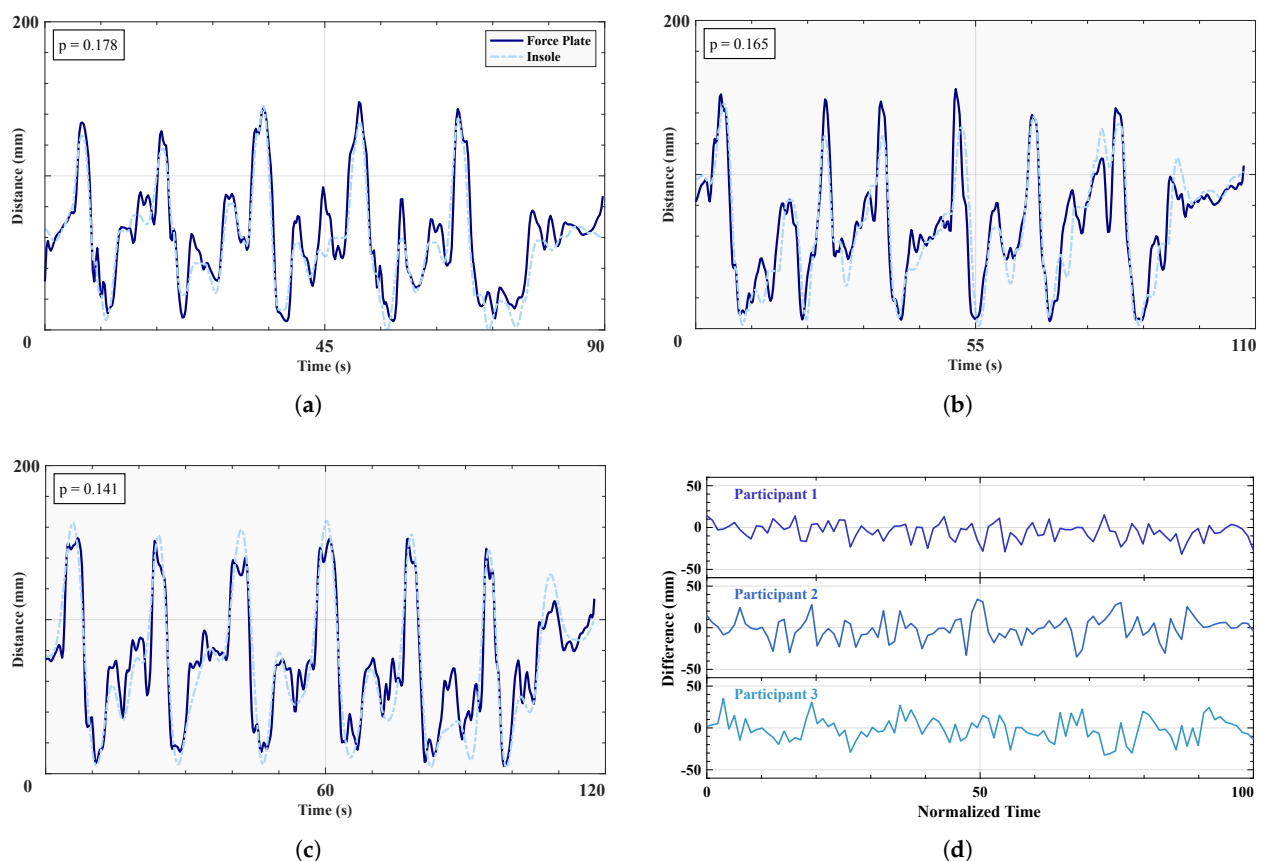 200
p = 0.178
Force Plate
Insole
Distance (mm)
0
45
90
Time (s)
(a)
200
p = 0.165
Distance (mm)
0
55
110
Time (s)
(b)
200
p = 0.141
Distance (mm)
0
60
120
Time (s)
(c)
Difference (mm)
50
Participant 1
0
-50
50
Participant 2
0
-50
50
Participant 3
0
-50
0
50
100
Normalized Time
(d)